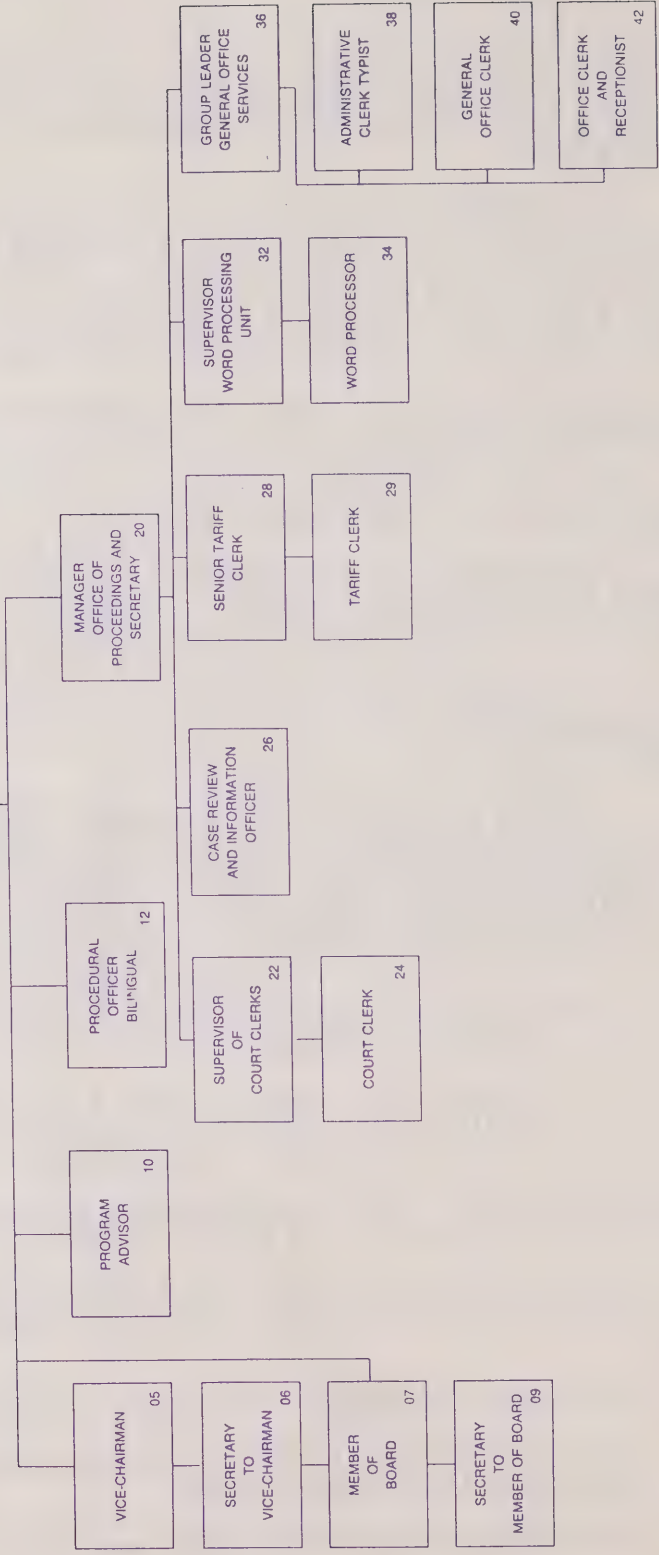 VICE-CHAIRMAN
05
SECRETARY
TO
VICE-CHAIRMAN
06
MEMBER
OF
BOARD
07
SECRETARY
TO
MEMBER OF BOARD
09
PROGRAM
ADVISOR
10
PROCEDURAL
OFFICER
BILINGUAL
12
MANAGER
OFFICE OF
PROCEEDINGS AND
SECRETARY
20
SUPERVISOR
OF
COURT CLERKS
22
COURT CLERK
24
CASE REVIEW
AND INFORMATION
OFFICER
26
SENIOR TARIFF
CLERK
28
TARIFF CLERK
29
SUPERVISOR
WORD PROCESSING
UNIT
32
WORD PROCESSOR
34
GROUP LEADER
GENERAL OFFICE
SERVICES
36
ADMINISTRATIVE
CLERK TYPIST
38
GENERAL
OFFICE CLERK
40
OFFICE CLERK
AND
RECEPTIONIST
42